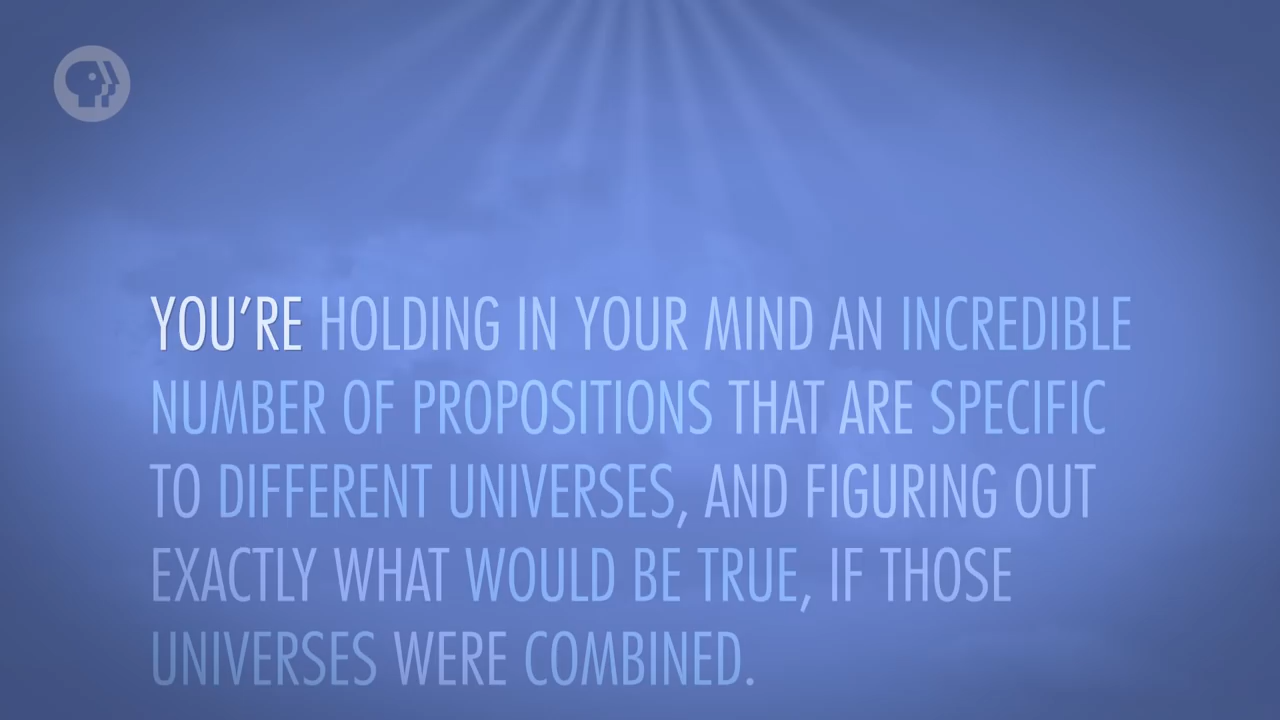 YOU'RE HOLDING IN YOUR MIND AN INCREDIBLE
NUMBER OF PROPOSITIONS THAT ARE SPECIFIC
TO DIFFERENT UNIVERSES, AND FIGURING OUT
EXACTLY WHAT WOULD BE TRUE, IF THOSE
UNIVERSES WERE COMBINED.